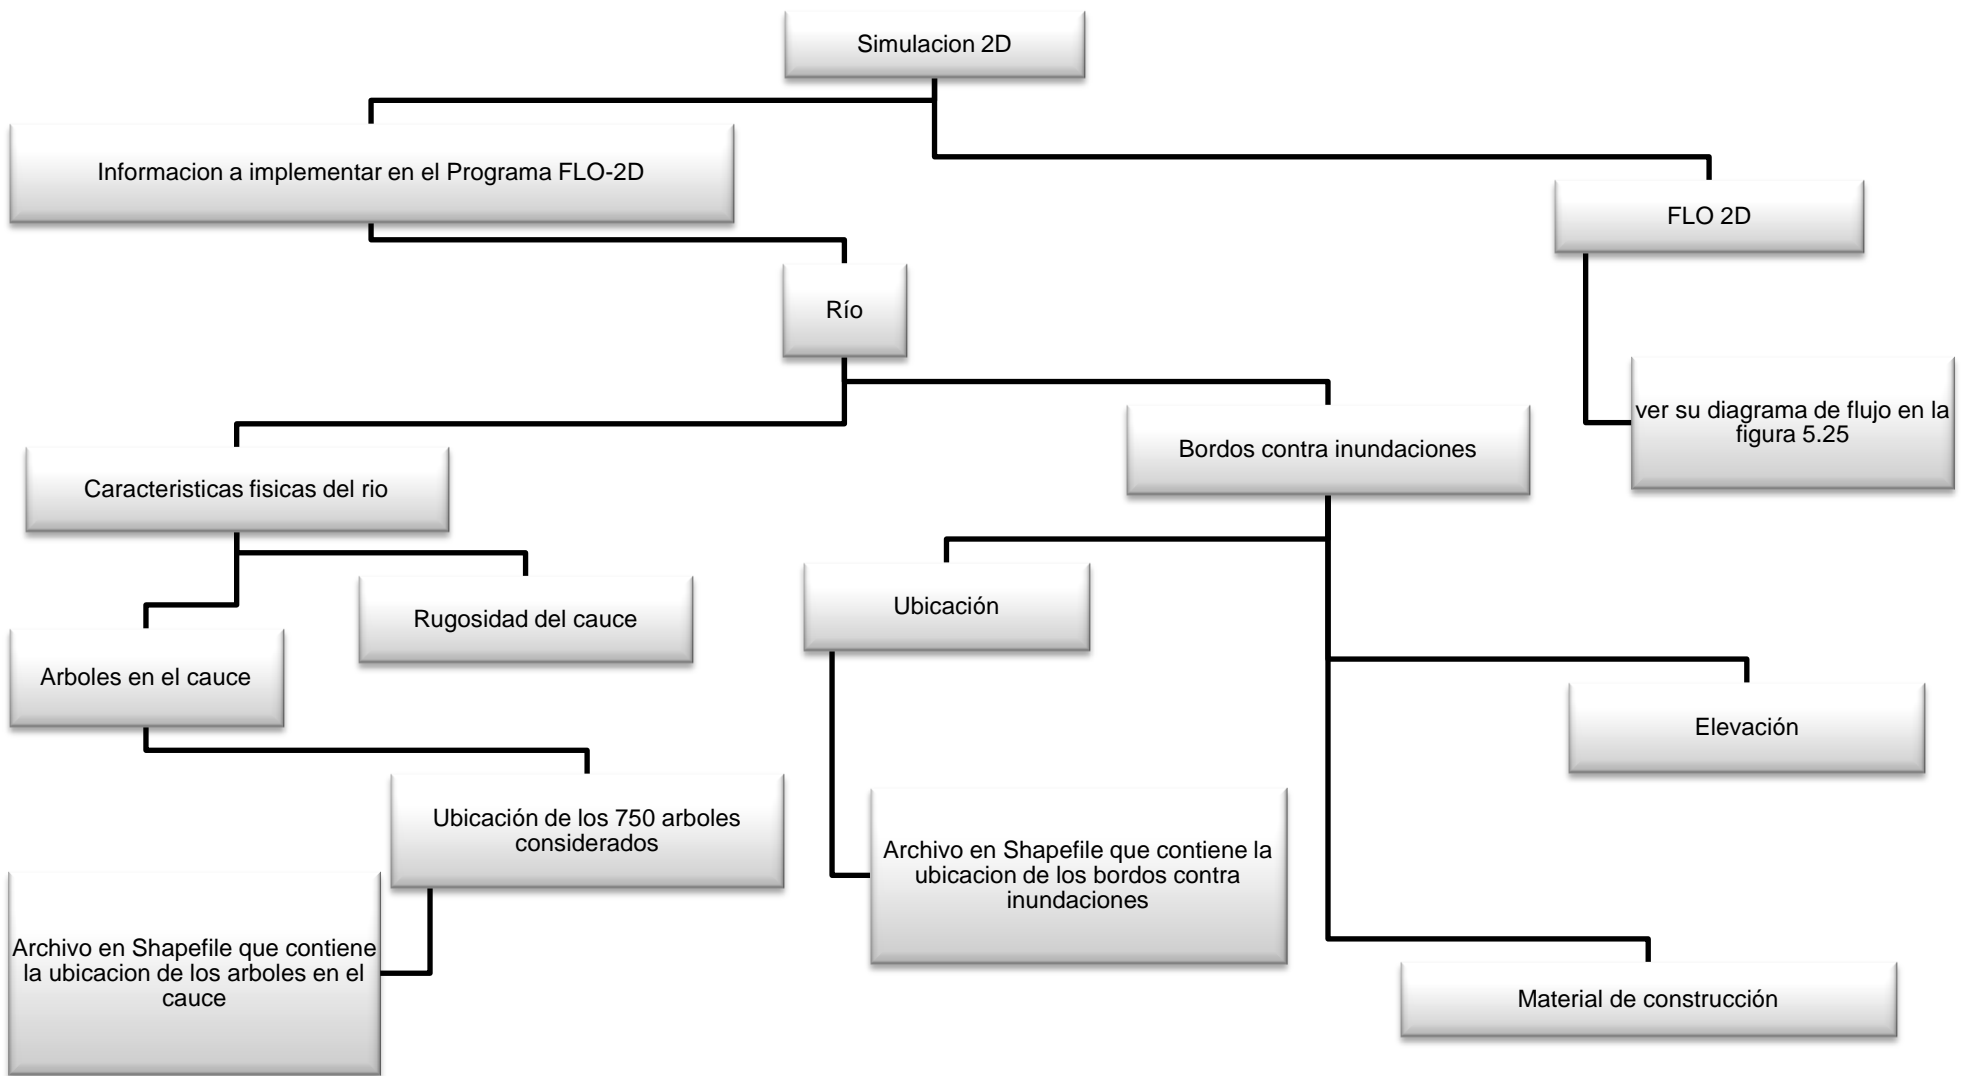 Simulacion 2D
Informacion a implementar en el Programa FLO-2D
FLO 2D
Río
ver su diagrama de flujo en la
figura 5.25
Bordos contra inundaciones
Caracteristicas fisicas del rio
Ubicación
Rugosidad del cauce
Arboles en el cauce
Elevación
Ubicación de los 750 arboles
considerados
Archivo en Shapefile que contiene la
ubicacion de los bordos contra
inundaciones
Archivo en Shapefile que contiene
la ubicacion de los arboles en el
cauce
Material de construcción